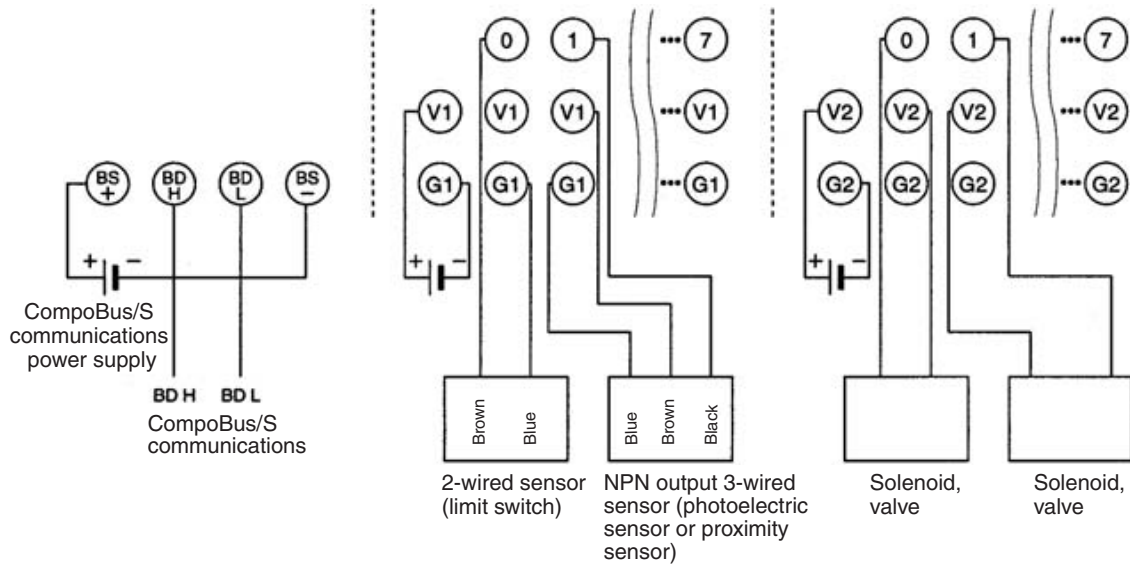 0 1 ••• 7
V1 V1 V1 ••• V1
G1 G1 G1 ••• G1
0 1 ••• 7
V2 V2 V2 ••• V2
G2 G2 G2 ••• G2
BS + BD H BD L BS −
+ −
CompoBus/S
communications
power supply
BD H BD L
CompoBus/S
communications
+ −
Brown Blue
2-wired sensor
(limit switch)
Blue Brown Black
NPN output 3-wired
sensor (photoelectric
sensor or proximity
sensor)
+ −
Solenoid,
valve
Solenoid,
valve